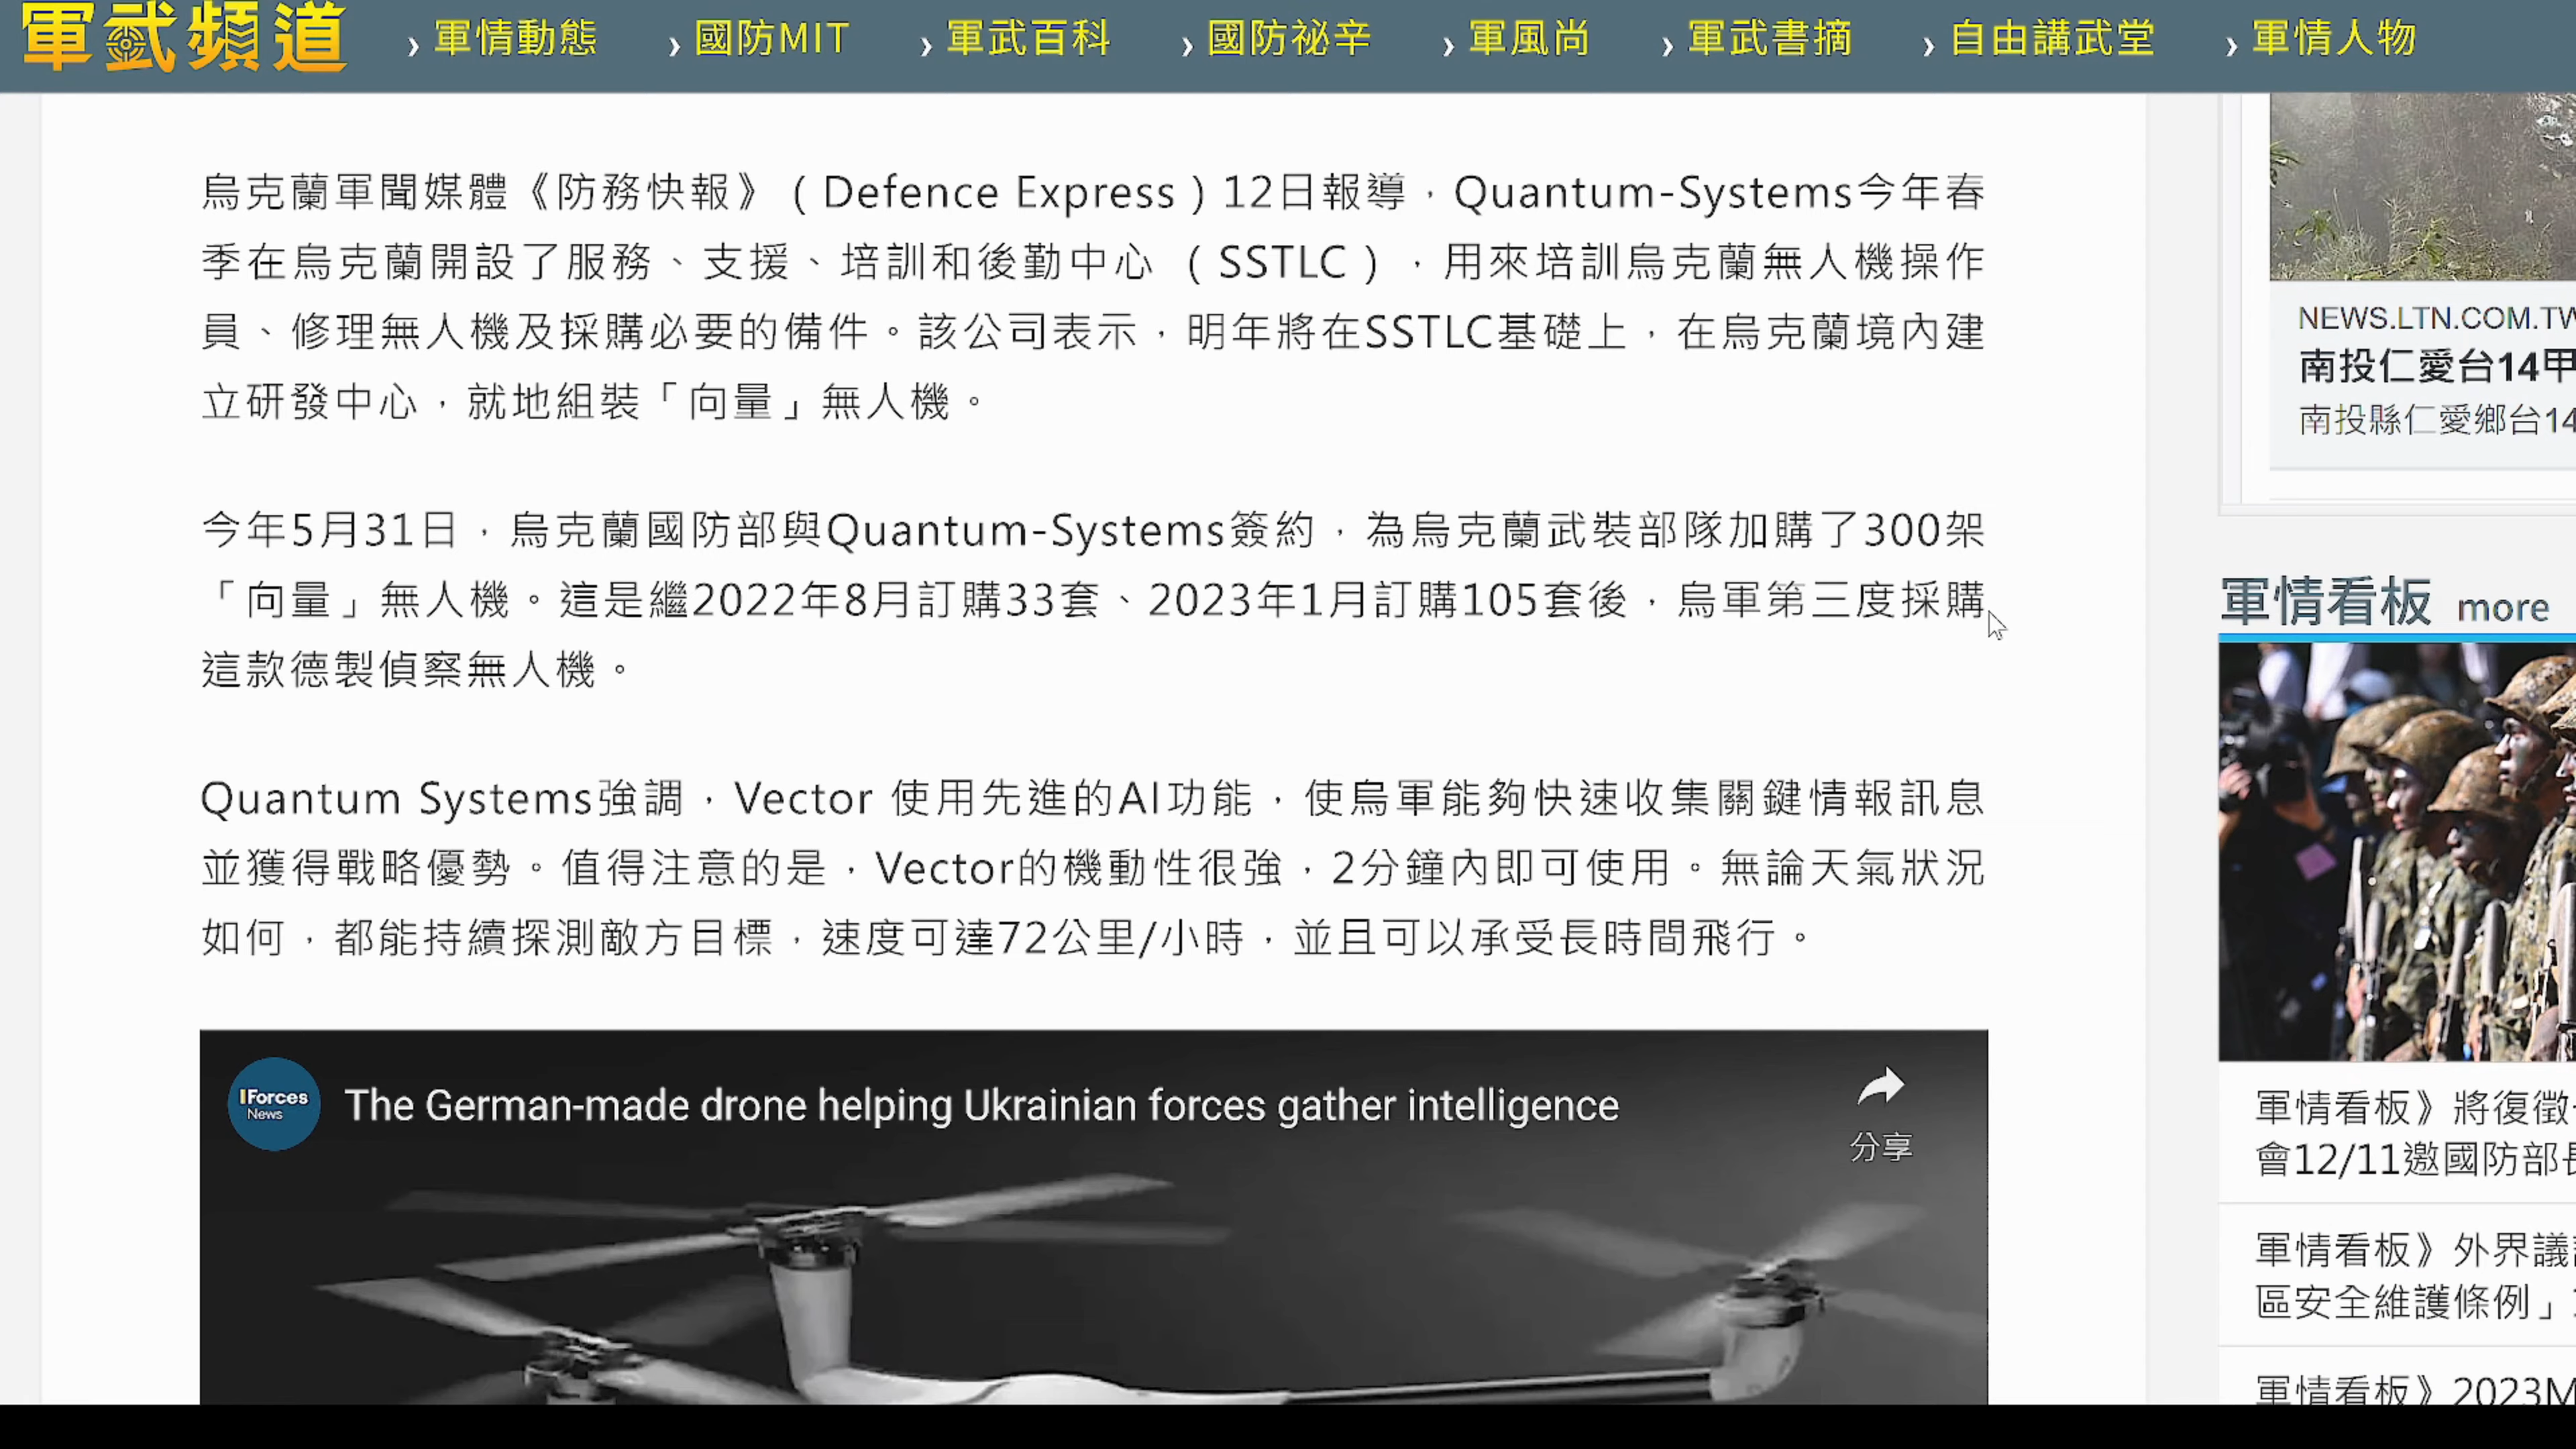 軍武頻道
› 軍情動態 › 國防MIT › 軍武百科 › 國防祕辛 › 軍風尚 › 軍武書摘 › 自由講武堂 › 軍情人物
烏克蘭軍聞媒體《防務快報》（Defence Express）12日報導，Quantum-Systems今年春
季在烏克蘭開設了服務、支援、培訓和後勤中心 （SSTLC），用來培訓烏克蘭無人機操作
員、修理無人機及採購必要的備件。該公司表示，明年將在SSTLC基礎上，在烏克蘭境內建
立研發中心，就地組裝「向量」無人機。
今年5月31日，烏克蘭國防部與Quantum-Systems簽約，為烏克蘭武裝部隊加購了300架
「向量」無人機。這是繼2022年8月訂購33套、2023年1月訂購105套後，烏軍第三度採購
這款德製偵察無人機。
Quantum Systems強調，Vector 使用先進的AI功能，使烏軍能夠快速收集關鍵情報訊息
並獲得戰略優勢。值得注意的是，Vector的機動性很強，2分鐘內即可使用。無論天氣狀況
如何，都能持續探測敵方目標，速度可達72公里/小時，並且可以承受長時間飛行。
Forces
News
The German-made drone helping Ukrainian forces gather intelligence
分享
NEWS.LTN.COM.TW
南投仁愛台14甲
南投縣仁愛鄉台14
軍情看板 more
軍情看板》將復徵
會12/11邀國防部長
軍情看板》外界議
區安全維護條例」
軍情看板》2023M